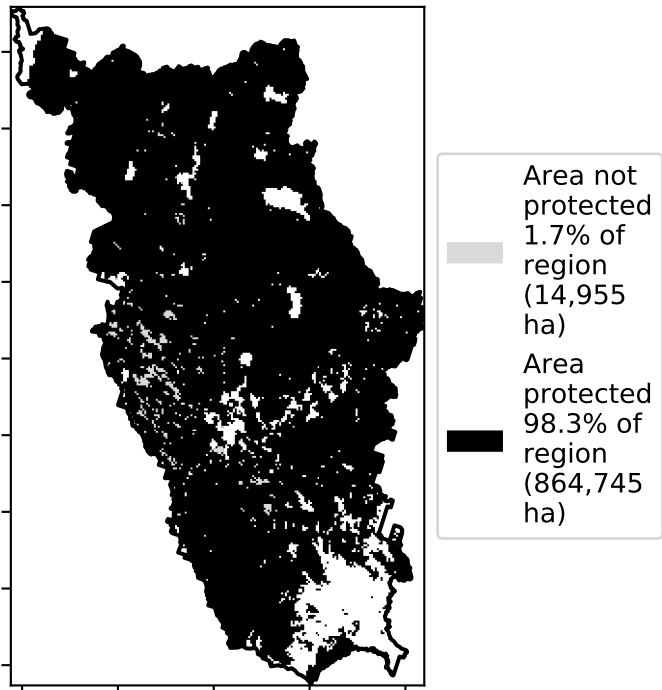 Area not
protected
1.7% of
region
(14,955
ha)
Area
protected
98.3% of
region
(864,745
ha)